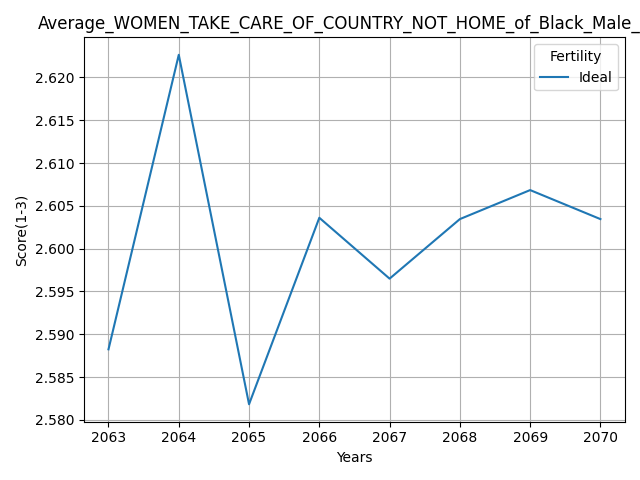 Average_WOMEN_TAKE_CARE_OF_COUNTRY_NOT_HOME_of_Black_Male_
Fertility
Ideal
Score(1-3)
2.620
2.615
2.610
2.605
2.600
2.595
2.590
2.585
2.580
2063 2064 2065 2066 2067 2068 2069 2070
Years